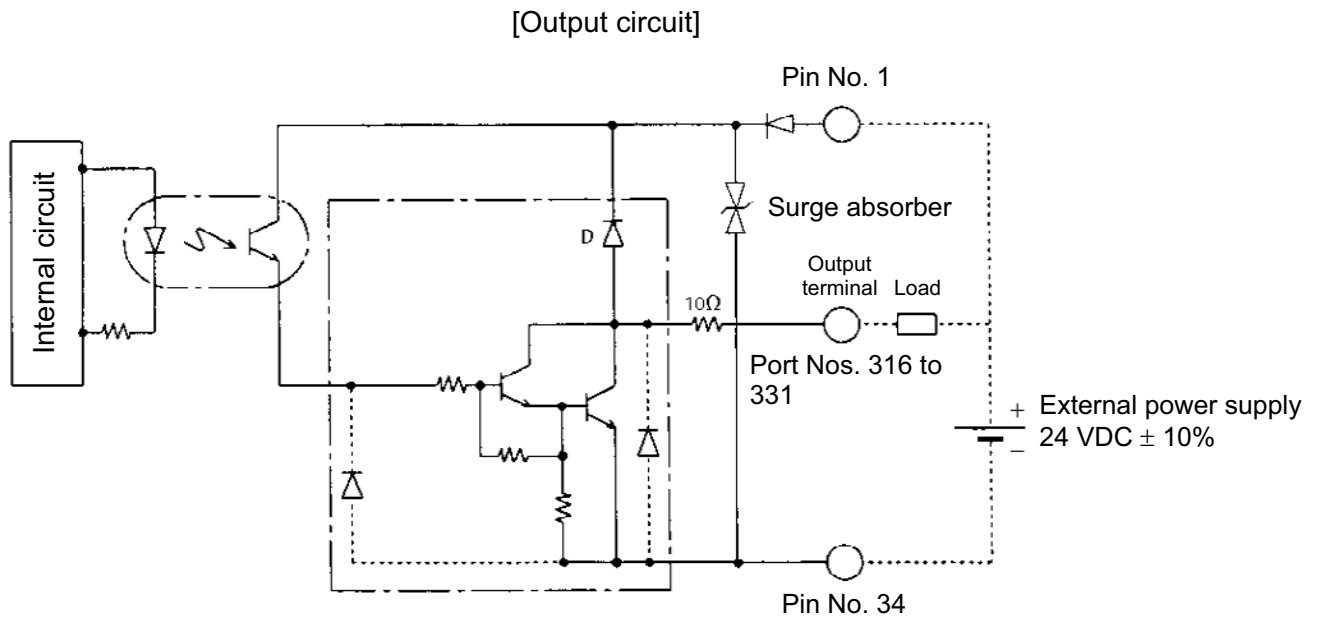 [Output circuit]
Pin No. 1
Internal circuit
Surge absorber
D
Output
terminal
Load
10Ω
Port Nos. 316 to
331
+
External power supply
24 VDC ± 10%
−
Pin No. 34